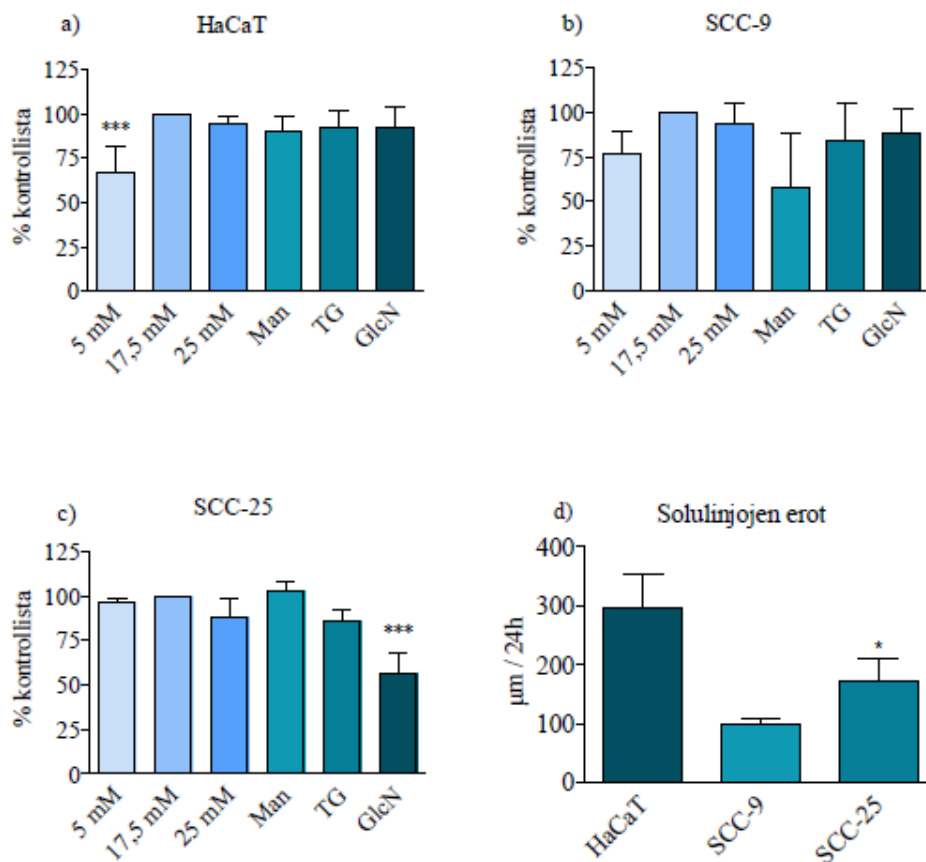 a) HaCaT
% kontrollista
125
100
75
50
25
0
***
5 mM
17,5 mM
25 mM
Man
TG
GlcN
b) SCC-9
% kontrollista
125
100
75
50
25
0
5 mM
17,5 mM
25 mM
Man
TG
GlcN
c) SCC-25
% kontrollista
125
100
75
50
25
0
***
5 mM
17,5 mM
25 mM
Man
TG
GlcN
d) Solulinjojen erot
µm / 24h
400
300
200
100
0
*
HaCaT
SCC-9
SCC-25